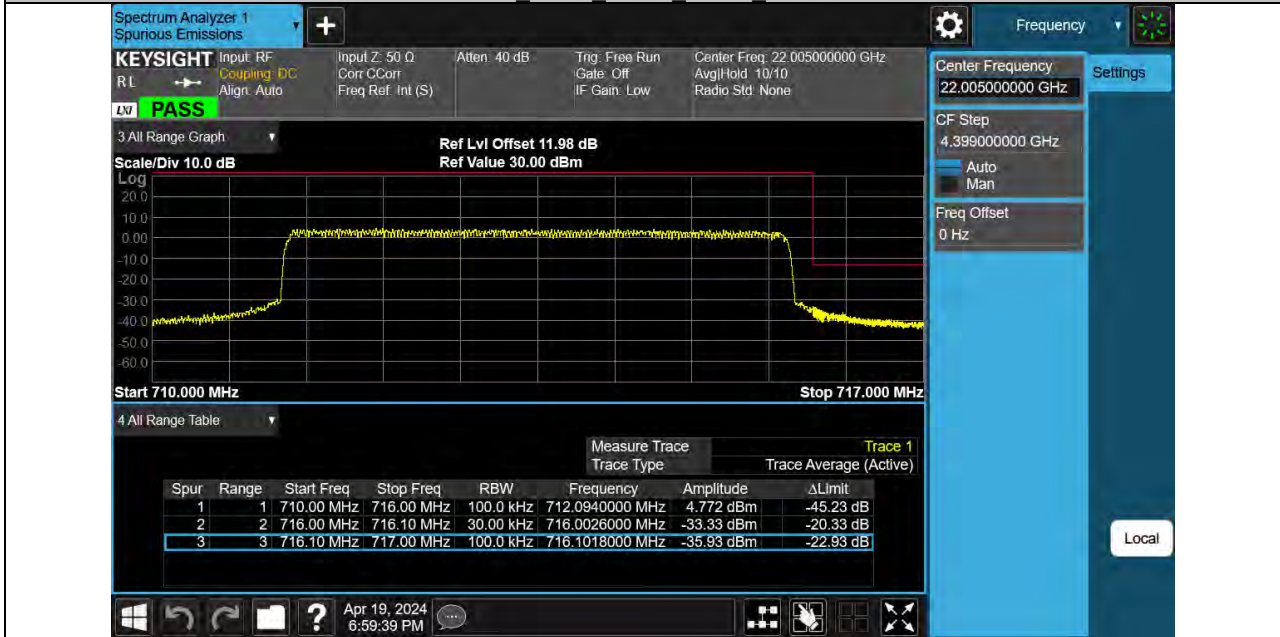 Spectrum Analyzer 1
Spurious Emissions
+
Frequency
KEYSIGHT
RL
LXI
PASS
Input: RF
Coupling: DC
Align: Auto
Input Z: 50 Ω
Corr CCorr
Freq Ref: Int (S)
Atten: 40 dB
Trig: Free Run
Gate: Off
IF Gain: Low
Center Freq: 22.005000000 GHz
Avg|Hold: 10/10
Radio Std: None
Center Frequency
22.005000000 GHz
Settings
CF Step
4.399000000 GHz
Auto
Man
Freq Offset
0 Hz
3 All Range Graph
Ref Lvl Offset 11.98 dB
Scale/Div 10.0 dB
Ref Value 30.00 dBm
Log
20.0
10.0
0.00
-10.0
-20.0
-30.0
-40.0
-50.0
-60.0
Start 710.000 MHz
Stop 717.000 MHz
4 All Range Table
Measure Trace Trace 1
Trace Type Trace Average (Active)
Spur Range Start Freq Stop Freq RBW Frequency Amplitude ΔLimit
1 1 710.00 MHz 716.00 MHz 100.0 kHz 712.0940000 MHz 4.772 dBm -45.23 dB
2 2 716.00 MHz 716.10 MHz 30.00 kHz 716.0026000 MHz -33.33 dBm -20.33 dB
3 3 716.10 MHz 717.00 MHz 100.0 kHz 716.1018000 MHz -35.93 dBm -22.93 dB
Local
?
Apr 19, 2024
6:59:39 PM